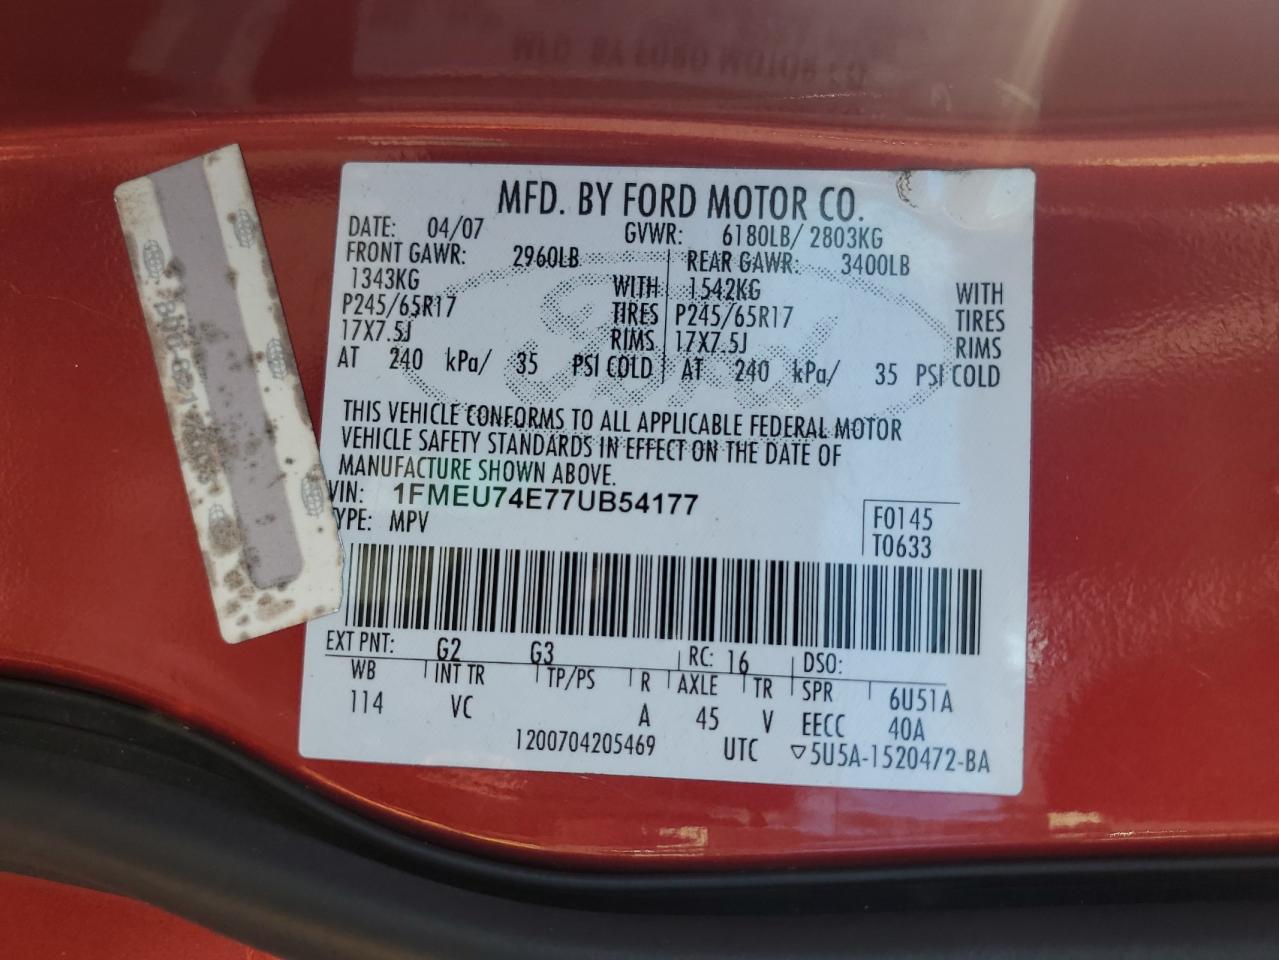 MFD. BY FORD MOTOR CO.
DATE: 04/07 GVWR: 6180LB/ 2803KG
FRONT GAWR: 2960LB REAR GAWR: 3400LB
1343KG WITH 1542KG WITH
P245/65R17 TIRES P245/65R17 TIRES
17X7.5J RIMS 17X7.5J RIMS
AT 240 kPa/ 35 PSI COLD AT 240 kPa/ 35 PSI COLD
THIS VEHICLE CONFORMS TO ALL APPLICABLE FEDERAL MOTOR
VEHICLE SAFETY STANDARDS IN EFFECT ON THE DATE OF
MANUFACTURE SHOWN ABOVE.
VIN: 1FMEU74E77UB54177
YPE: MPV
F0145
T0633
EXT PNT: G2 G3 RC: 16 DSO:
WB INT TR TP/PS R AXLE TR SPR 6U51A
114 VC A 45 V EECC 40A
1200704205469 UTC ▽5U5A-1520472-BA